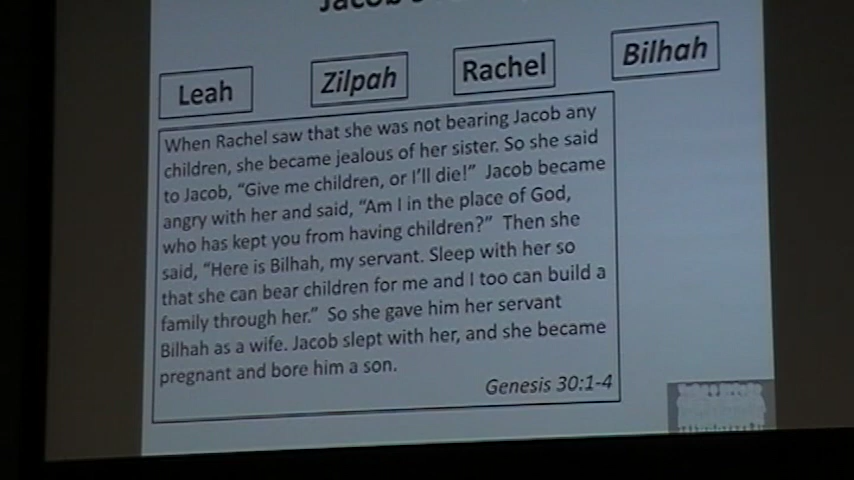 Jacob's
Leah
Zilpah
Rachel
Bilhah
When Rachel saw that she was not bearing Jacob any
children, she became jealous of her sister. So she said
to Jacob, “Give me children, or I’ll die!” Jacob became
angry with her and said, “Am I in the place of God,
who has kept you from having children?” Then she
said, “Here is Bilhah, my servant. Sleep with her so
that she can bear children for me and I too can build a
family through her.” So she gave him her servant
Bilhah as a wife. Jacob slept with her, and she became
pregnant and bore him a son.
Genesis 30:1-4